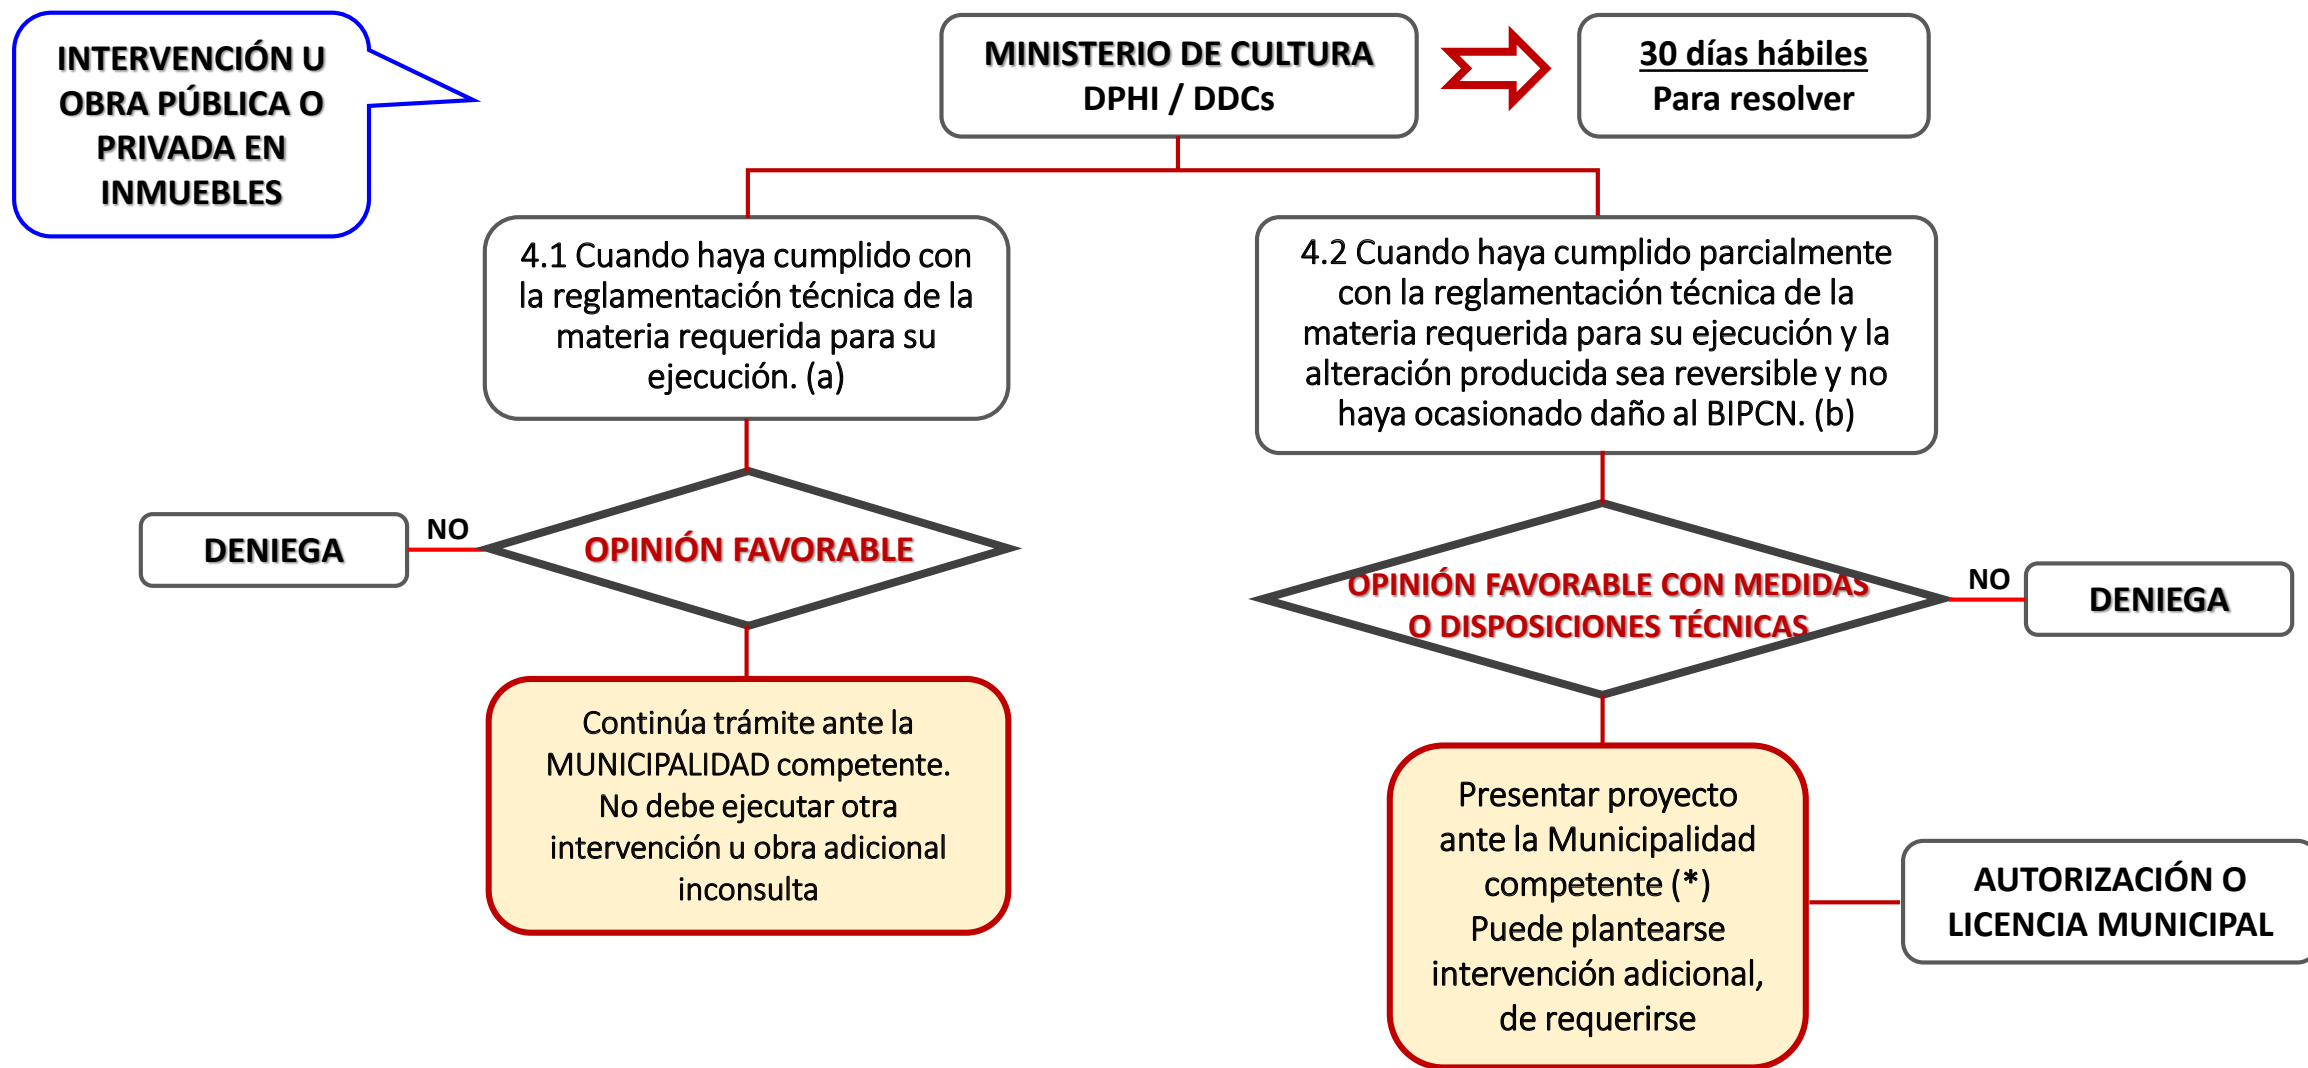 INTERVENCIÓN U
OBRA PÚBLICA O
PRIVADA EN
INMUEBLES
MINISTERIO DE CULTURA
DPHI / DDCs
30 días hábiles
Para resolver
4.1 Cuando haya cumplido con
la reglamentación técnica de la
materia requerida para su
ejecución. (a)
4.2 Cuando haya cumplido parcialmente
con la reglamentación técnica de la
materia requerida para su ejecución y la
alteración producida sea reversible y no
haya ocasionado daño al BIPCN. (b)
DENIEGA
NO
OPINIÓN FAVORABLE
OPINIÓN FAVORABLE CON MEDIDAS
O DISPOSICIONES TÉCNICAS
NO
DENIEGA
Continúa trámite ante la
MUNICIPALIDAD competente.
No debe ejecutar otra
intervención u obra adicional
inconsulta
Presentar proyecto
ante la Municipalidad
competente (*)
Puede plantearse
intervención adicional,
de requerirse
AUTORIZACIÓN O
LICENCIA MUNICIPAL